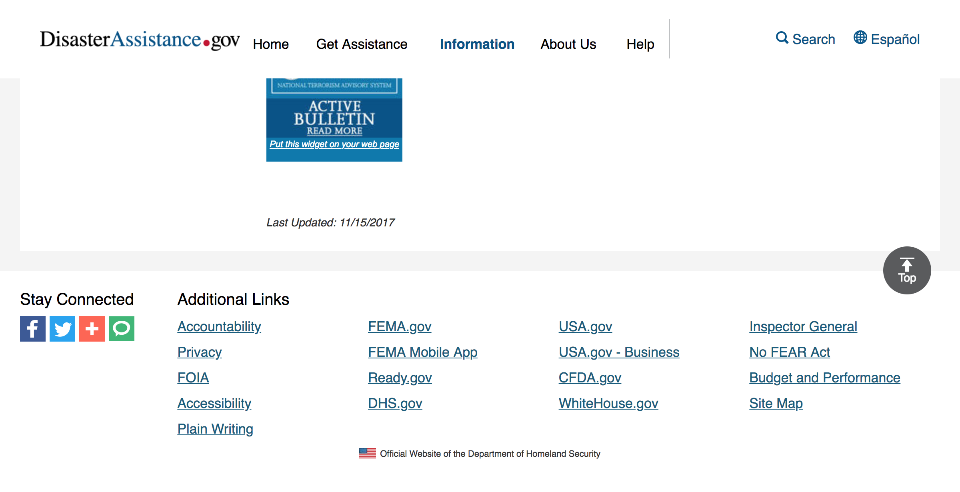 DisasterAssistance.gov Home Get Assistance Information About Us Help Search Español
NATIONAL TERRORISM ADVISORY SYSTEM
ACTIVE
BULLETIN
READ MORE
Put this widget on your web page
Last Updated: 11/15/2017
Top
Stay Connected
Additional Links
Accountability FEMA.gov USA.gov Inspector General
Privacy FEMA Mobile App USA.gov - Business No FEAR Act
FOIA Ready.gov CFDA.gov Budget and Performance
Accessibility DHS.gov WhiteHouse.gov Site Map
Plain Writing
Official Website of the Department of Homeland Security